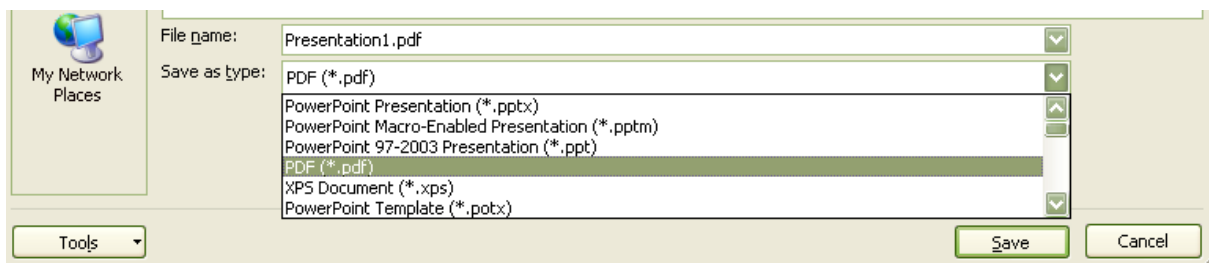 File name:
Presentation1.pdf
My Network
Places
Save as type:
PDF (*.pdf)
PowerPoint Presentation (*.pptx)
PowerPoint Macro-Enabled Presentation (*.pptm)
PowerPoint 97-2003 Presentation (*.ppt)
PDF (*.pdf)
XPS Document (*.xps)
PowerPoint Template (*.potx)
Tools
Save
Cancel